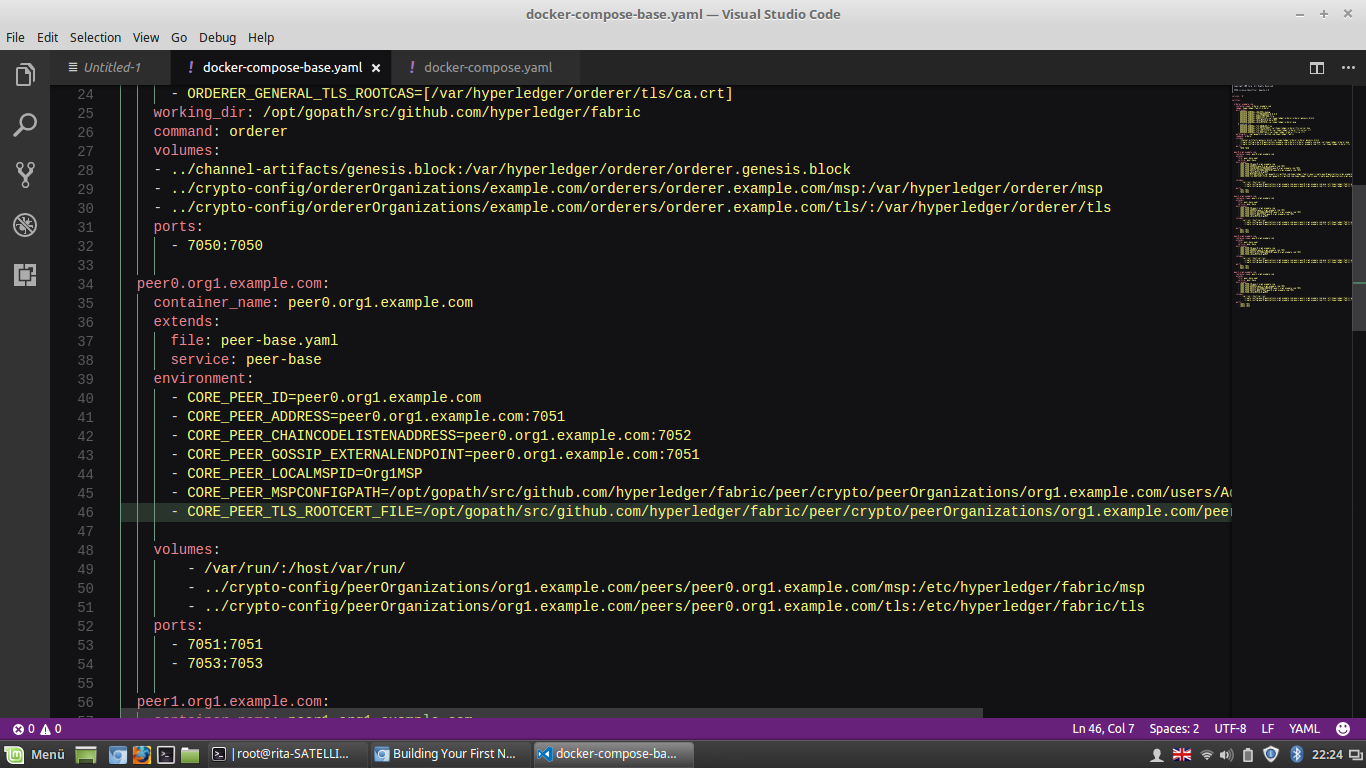 docker-compose-base.yaml — Visual Studio Code
File Edit Selection View Go Debug Help
Untitled-1 ! docker-compose-base.yaml × ! docker-compose.yaml
24 - ORDERER_GENERAL_TLS_ROOTCAS=[/var/hyperledger/orderer/tls/ca.crt]
25 working_dir: /opt/gopath/src/github.com/hyperledger/fabric
26 command: orderer
27 volumes:
28 - ../channel-artifacts/genesis.block:/var/hyperledger/orderer/orderer.genesis.block
29 - ../crypto-config/ordererOrganizations/example.com/orderers/orderer.example.com/msp:/var/hyperledger/orderer/msp
30 - ../crypto-config/ordererOrganizations/example.com/orderers/orderer.example.com/tls/:/var/hyperledger/orderer/tls
31 ports:
32 - 7050:7050
33
34 peer0.org1.example.com:
35 container_name: peer0.org1.example.com
36 extends:
37 file: peer-base.yaml
38 service: peer-base
39 environment:
40 - CORE_PEER_ID=peer0.org1.example.com
41 - CORE_PEER_ADDRESS=peer0.org1.example.com:7051
42 - CORE_PEER_CHAINCODELISTENADDRESS=peer0.org1.example.com:7052
43 - CORE_PEER_GOSSIP_EXTERNALENDPOINT=peer0.org1.example.com:7051
44 - CORE_PEER_LOCALMSPID=Org1MSP
45 - CORE_PEER_MSPCONFIGPATH=/opt/gopath/src/github.com/hyperledger/fabric/peer/crypto/peerOrganizations/org1.example.com/users/A
46 - CORE_PEER_TLS_ROOTCERT_FILE=/opt/gopath/src/github.com/hyperledger/fabric/peer/crypto/peerOrganizations/org1.example.com/peer
47
48 volumes:
49 - /var/run/:/host/var/run/
50 - ../crypto-config/peerOrganizations/org1.example.com/peers/peer0.org1.example.com/msp:/etc/hyperledger/fabric/msp
51 - ../crypto-config/peerOrganizations/org1.example.com/peers/peer0.org1.example.com/tls:/etc/hyperledger/fabric/tls
52 ports:
53 - 7051:7051
54 - 7053:7053
55
56 peer1.org1.example.com:
0 0 Ln 46, Col 7 Spaces: 2 UTF-8 LF YAML
Menü |root@rita-SATELLI... Building Your First N... docker-compose-ba... 22:24